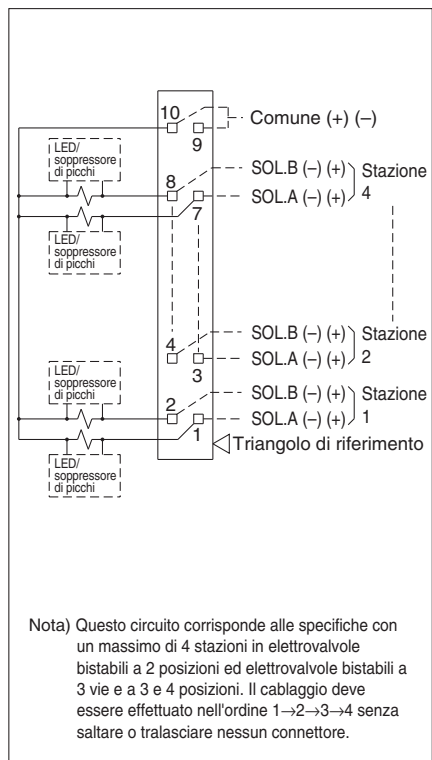 10
9
Comune (+) (–)
LED/
soppressore
di picchi
8
7
SOL.B (–) (+)
SOL.A (–) (+)
Stazione
4
LED/
soppressore
di picchi
4
3
SOL.B (–) (+)
SOL.A (–) (+)
Stazione
2
LED/
soppressore
di picchi
2
1
SOL.B (–) (+)
SOL.A (–) (+)
Stazione
1
Triangolo di riferimento
LED/
soppressore
di picchi
Nota) Questo circuito corrisponde alle specifiche con
un massimo di 4 stazioni in elettrovalvole
bistabili a 2 posizioni ed elettrovalvole bistabili a
3 vie e a 3 e 4 posizioni. Il cablaggio deve
essere effettuato nell'ordine 1→2→3→4 senza
saltare o tralasciare nessun connettore.